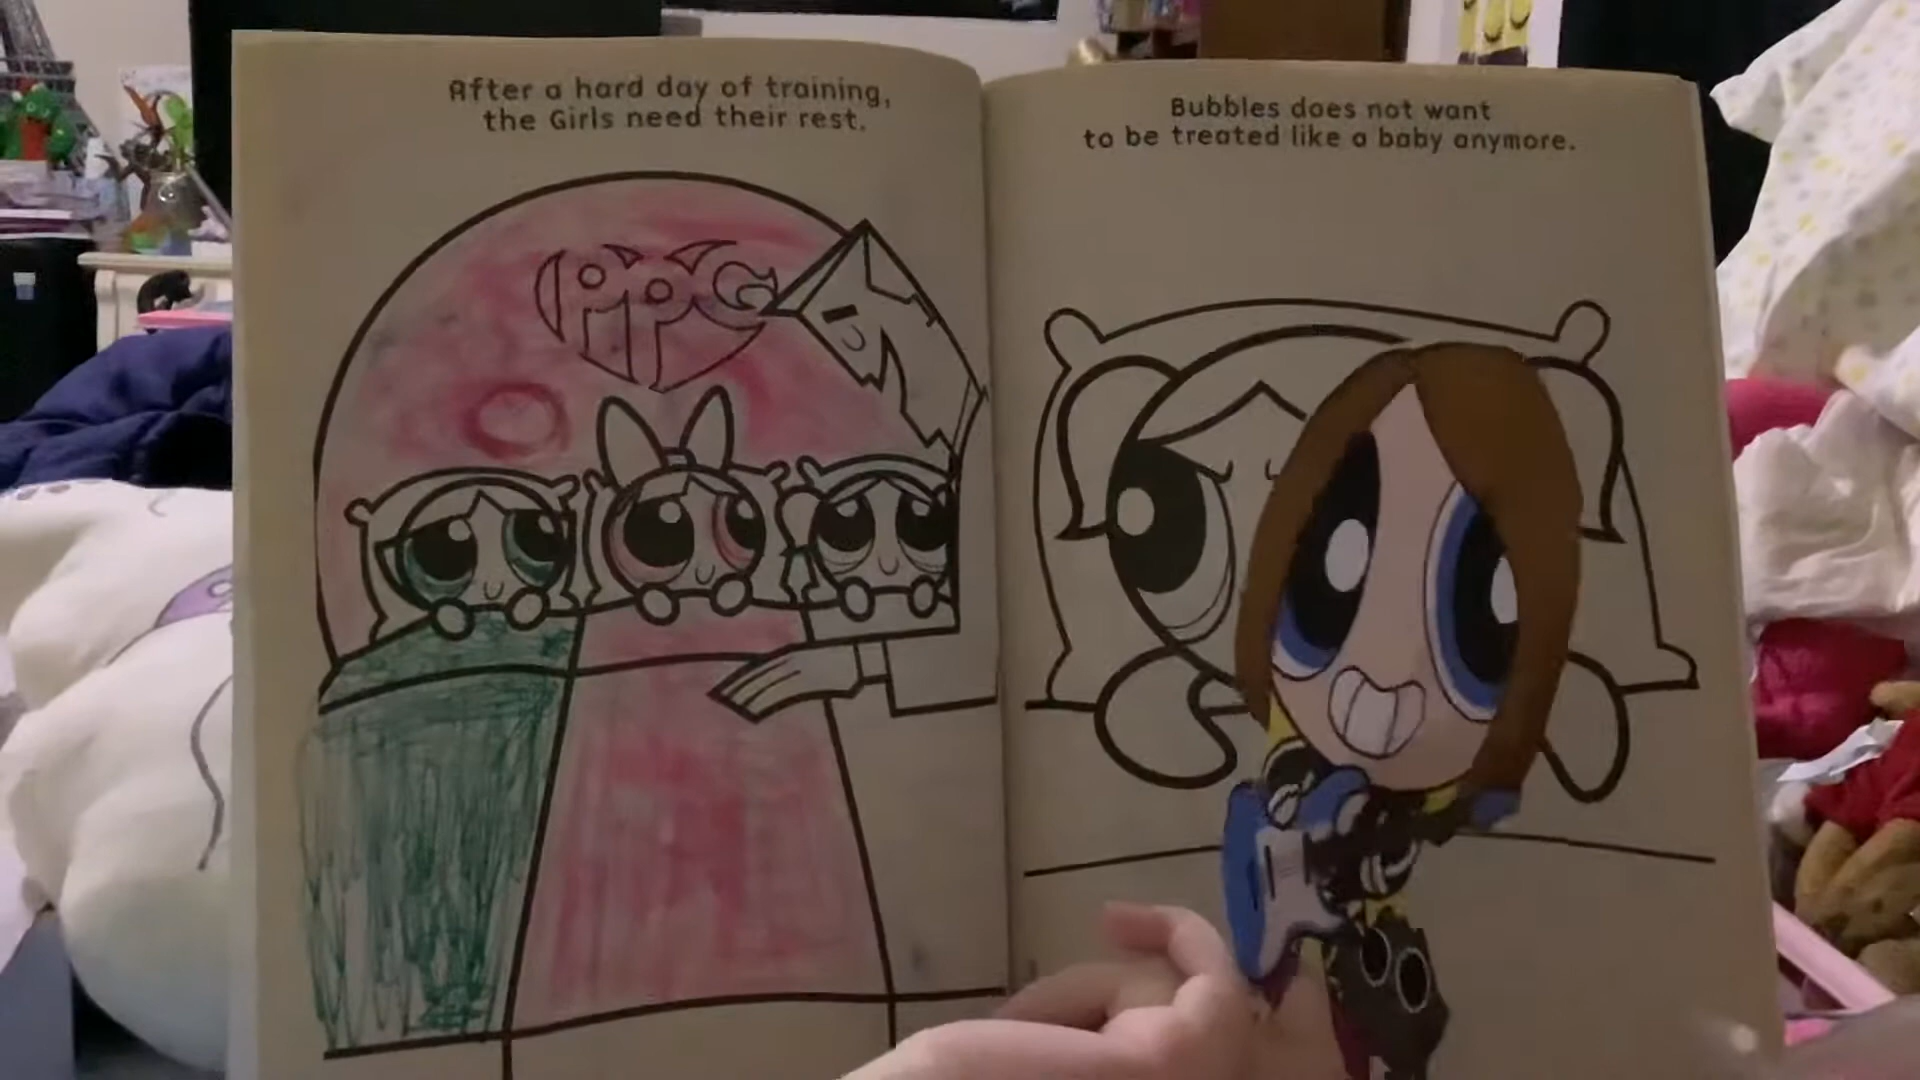 After a hard day of training,
the Girls need their rest.
PPG
Bubbles does not want
to be treated like a baby anymore.